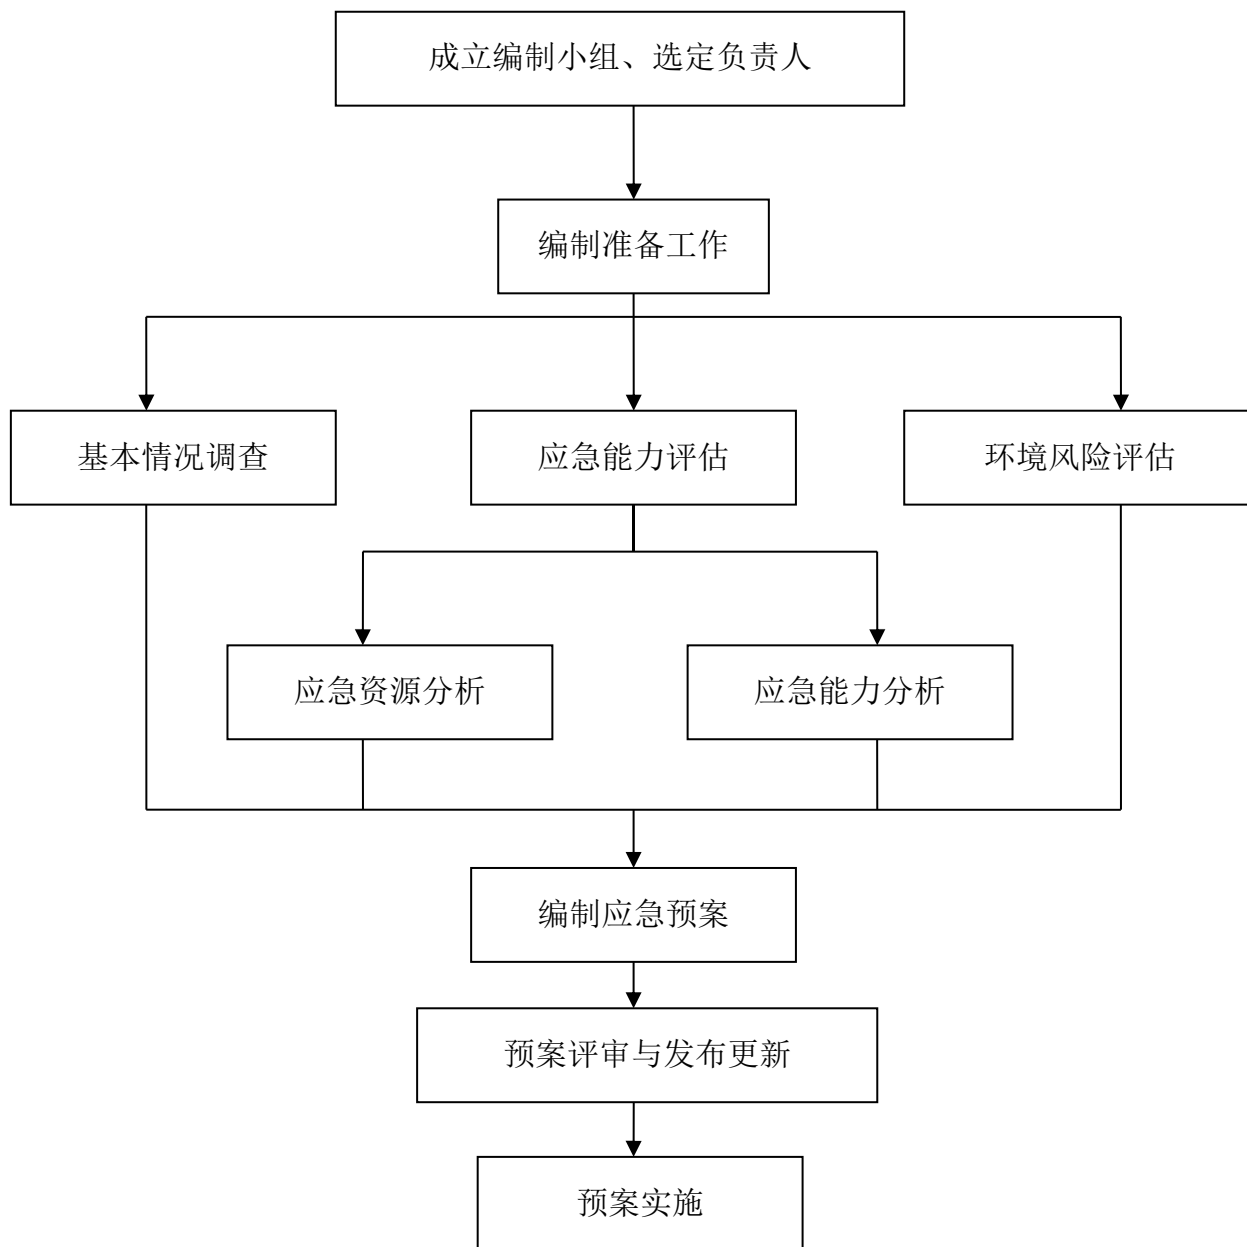 成立编制小组、选定负责人
编制准备工作
基本情况调查
应急能力评估
环境风险评估
应急资源分析
应急能力分析
编制应急预案
预案评审与发布更新
预案实施